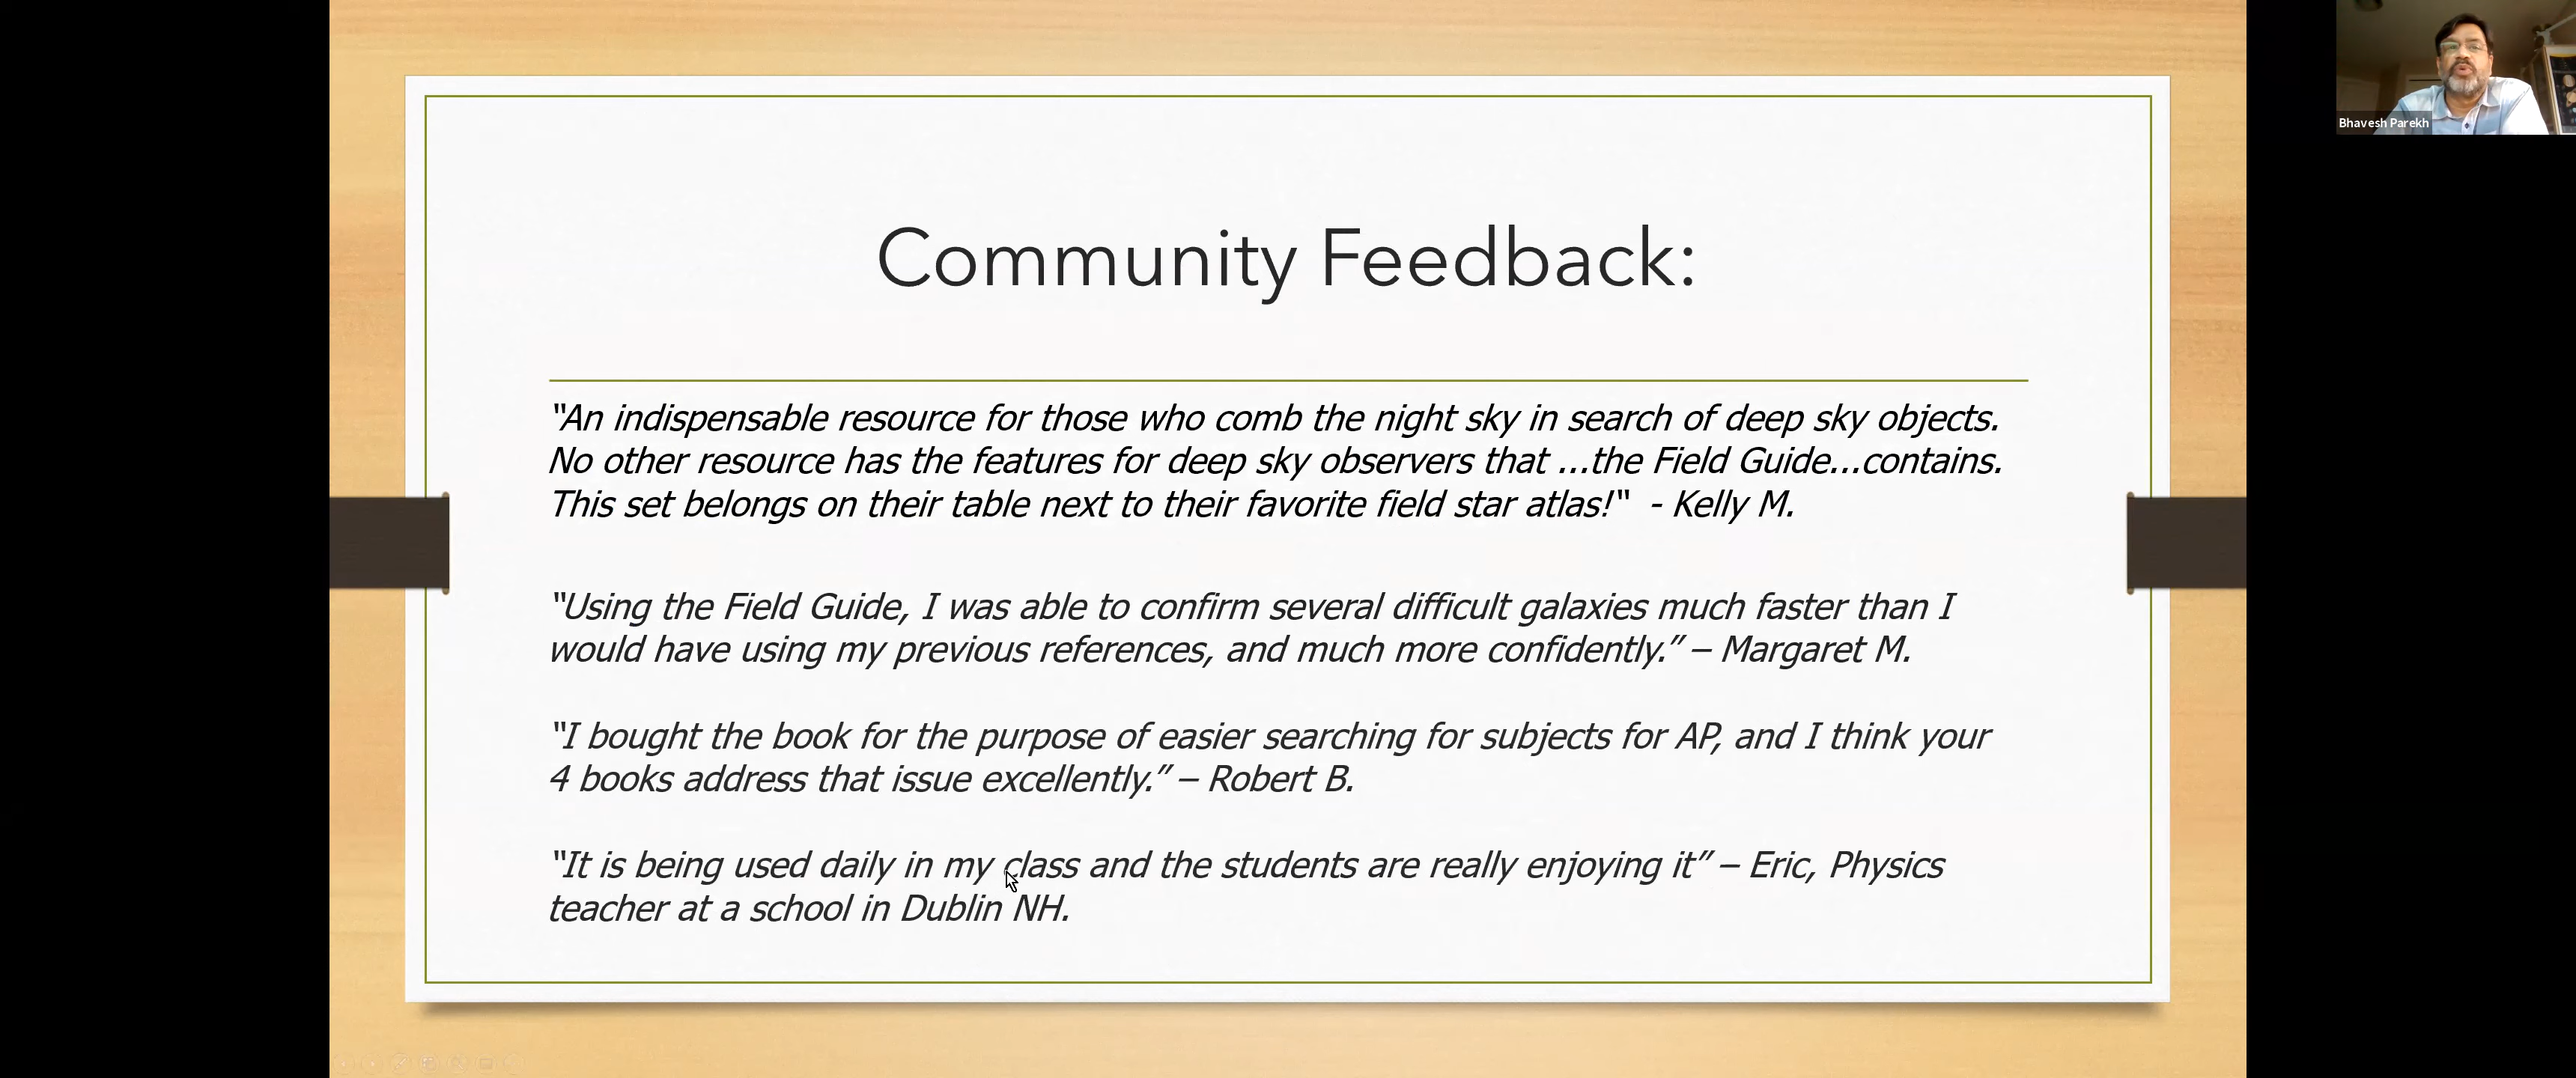 Bhavesh Parekh
Community Feedback:
"An indispensable resource for those who comb the night sky in search of deep sky objects.
No other resource has the features for deep sky observers that ...the Field Guide...contains.
This set belongs on their table next to their favorite field star atlas!"  - Kelly M.
"Using the Field Guide, I was able to confirm several difficult galaxies much faster than I
would have using my previous references, and much more confidently.” – Margaret M.
"I bought the book for the purpose of easier searching for subjects for AP, and I think your
4 books address that issue excellently.” – Robert B.
"It is being used daily in my class and the students are really enjoying it” – Eric, Physics
teacher at a school in Dublin NH.